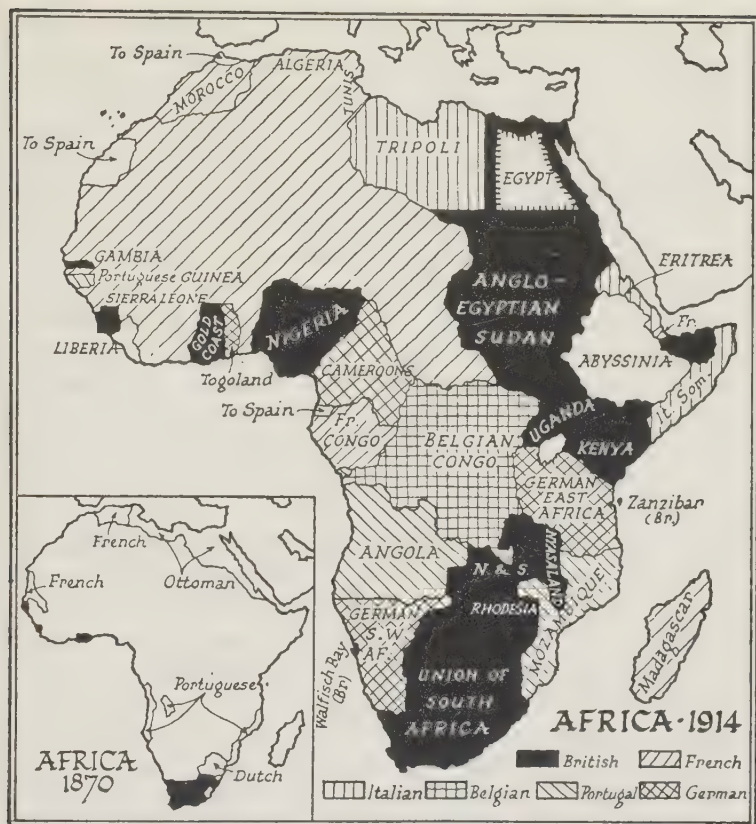 To Spain
ALGERIA
MOROCCO
TUNIS
To Spain
TRIPOLI
EGYPT
GAMBIA
Portuguese GUINEA
SIERRA LEONE
LIBERIA
GOLD
COAST
Togoland
NIGERIA
CAMEROONS
To Spain
Fr.
CONGO
ANGLO-
EGYPTIAN
SUDAN
ERITREA
Fr.
ABYSSINIA
It. Som.
UGANDA
KENYA
BELGIAN
CONGO
GERMAN
EAST
AFRICA
Zanzibar
(Br.)
ANGOLA
N. & S.
RHODESIA
NYASALAND
MOZAMBIQUE
GERMAN
S.W.
AF.
Walfisch Bay
(Br)
UNION OF
SOUTH
AFRICA
Madagascar
AFRICA·1914
British
French
Italian
Belgian
Portugal
German
French
Ottoman
French
Portuguese
Dutch
AFRICA
1870